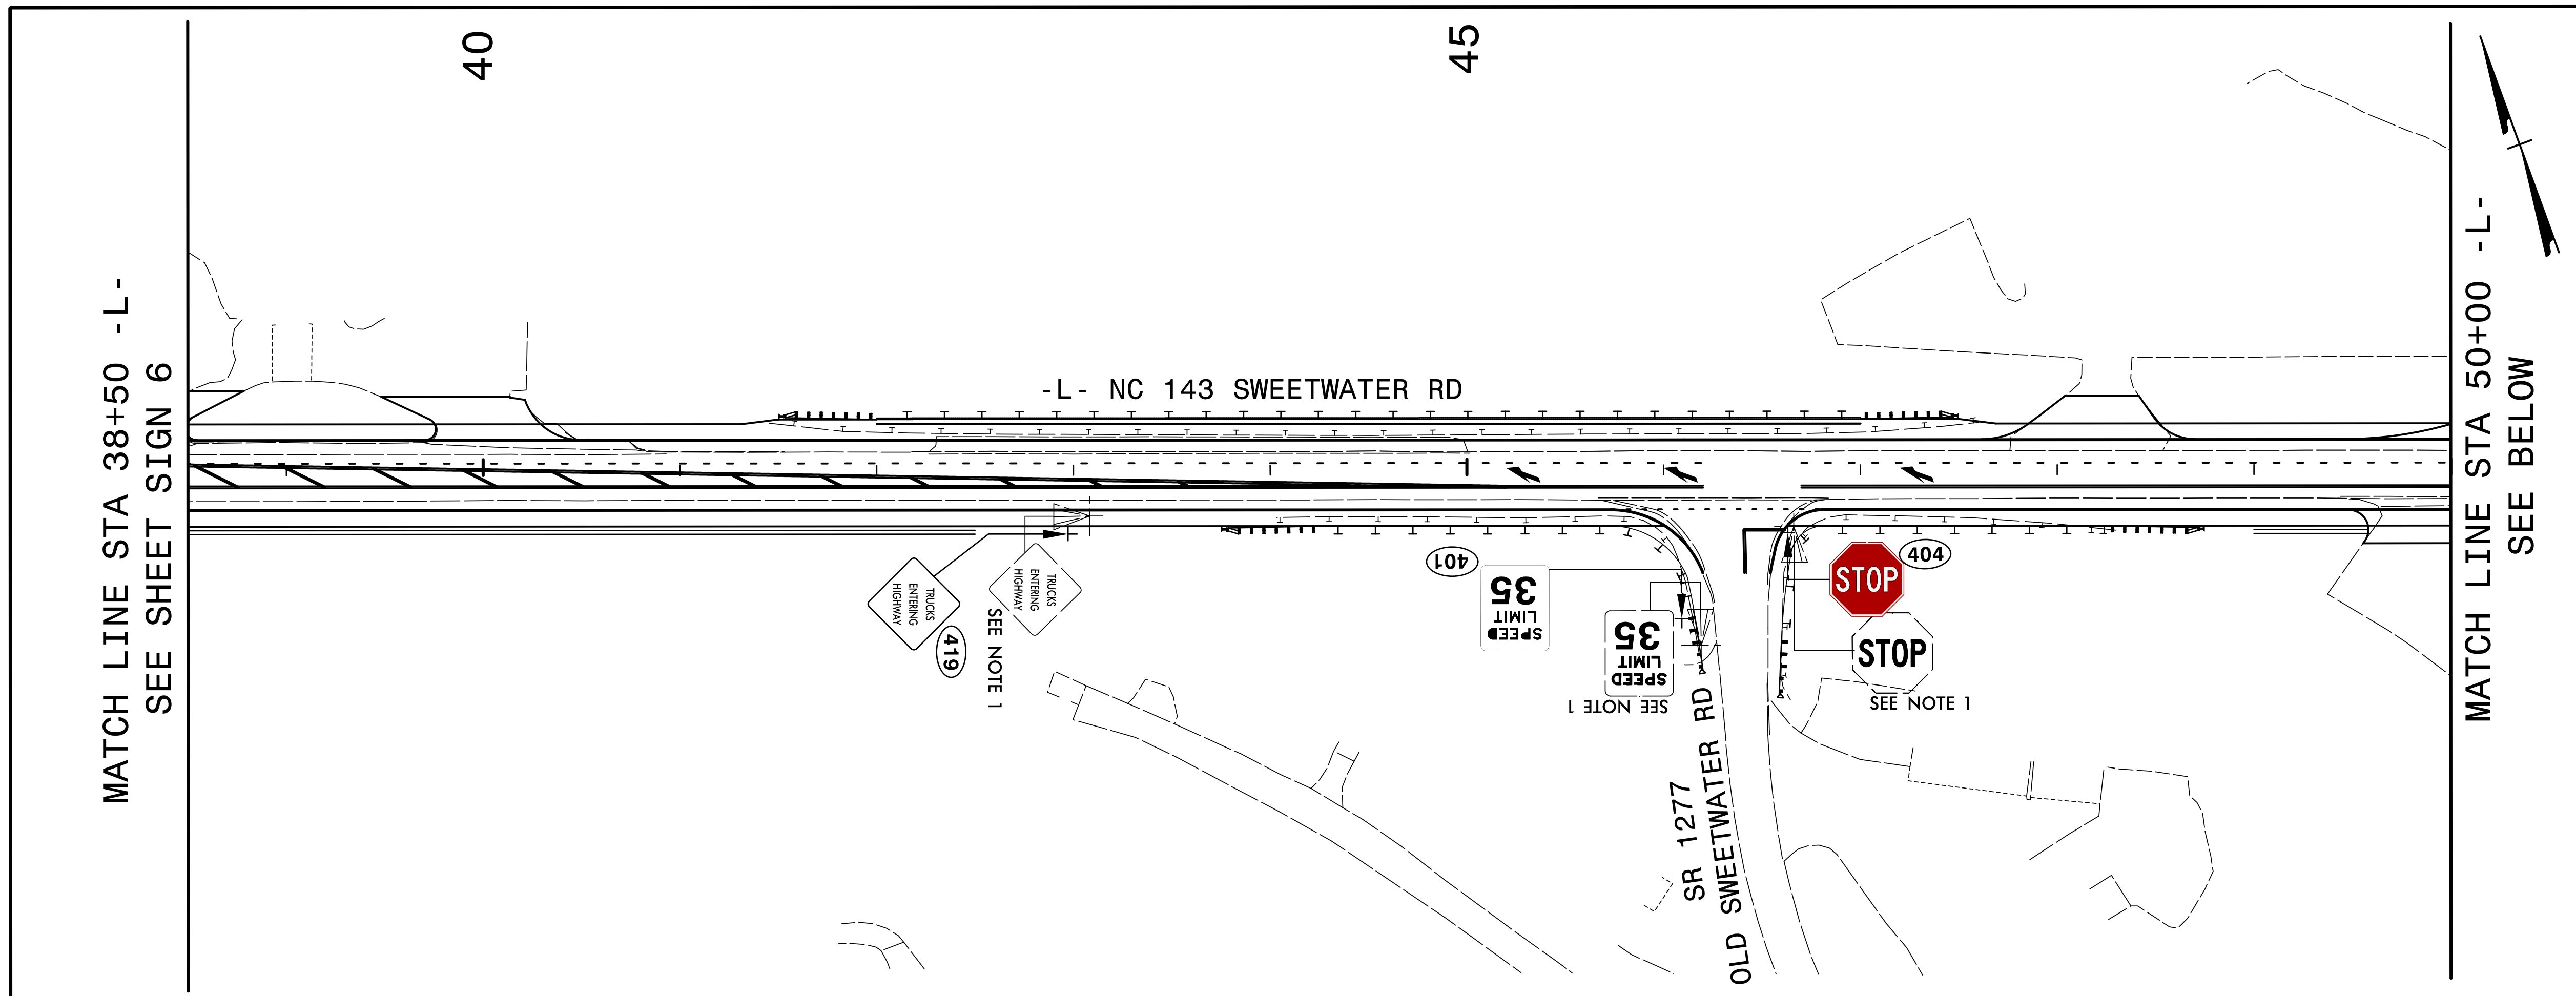 40
45
MATCH LINE STA 38+50 -L-
SEE SHEET SIGN 6
-L- NC 143 SWEETWATER RD
TRUCKS
ENTERING
HIGHWAY
419
TRUCKS
ENTERING
HIGHWAY
SEE NOTE 1
401
SPEED
LIMIT
35
SPEED
LIMIT
35
SEE NOTE 1
STOP
404
STOP
SEE NOTE 1
SR 1277
OLD SWEETWATER RD
MATCH LINE STA 50+00 -L-
SEE BELOW